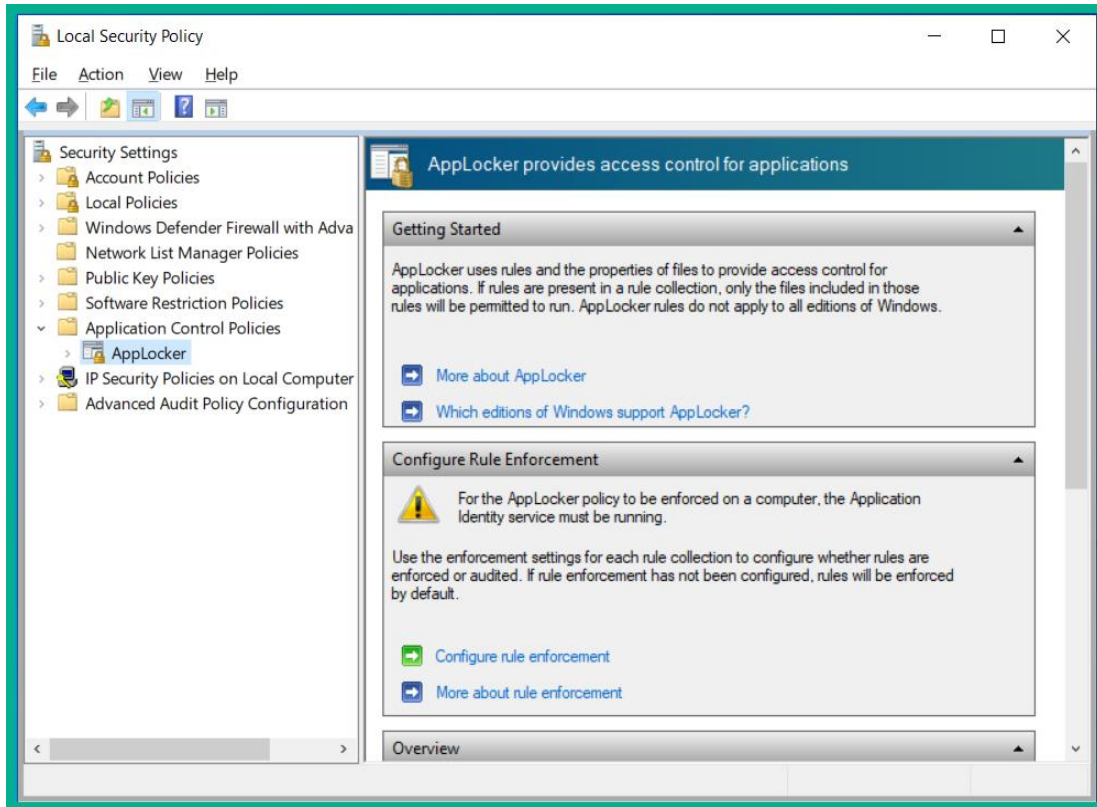 Local Security Policy
File Action View Help
Security Settings
Account Policies
Local Policies
Windows Defender Firewall with Adva
Network List Manager Policies
Public Key Policies
Software Restriction Policies
Application Control Policies
AppLocker
IP Security Policies on Local Computer
Advanced Audit Policy Configuration
AppLocker provides access control for applications
Getting Started
AppLocker uses rules and the properties of files to provide access control for
applications. If rules are present in a rule collection, only the files included in those
rules will be permitted to run. AppLocker rules do not apply to all editions of Windows.
More about AppLocker
Which editions of Windows support AppLocker?
Configure Rule Enforcement
For the AppLocker policy to be enforced on a computer, the Application
Identity service must be running.
Use the enforcement settings for each rule collection to configure whether rules are
enforced or audited. If rule enforcement has not been configured, rules will be enforced
by default.
Configure rule enforcement
More about rule enforcement
Overview